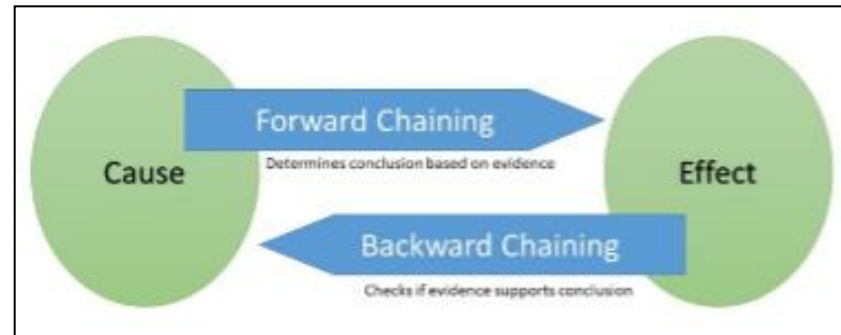 Forward Chaining
Determines conclusion based on evidence
Cause
Effect
Backward Chaining
Checks if evidence supports conclusion